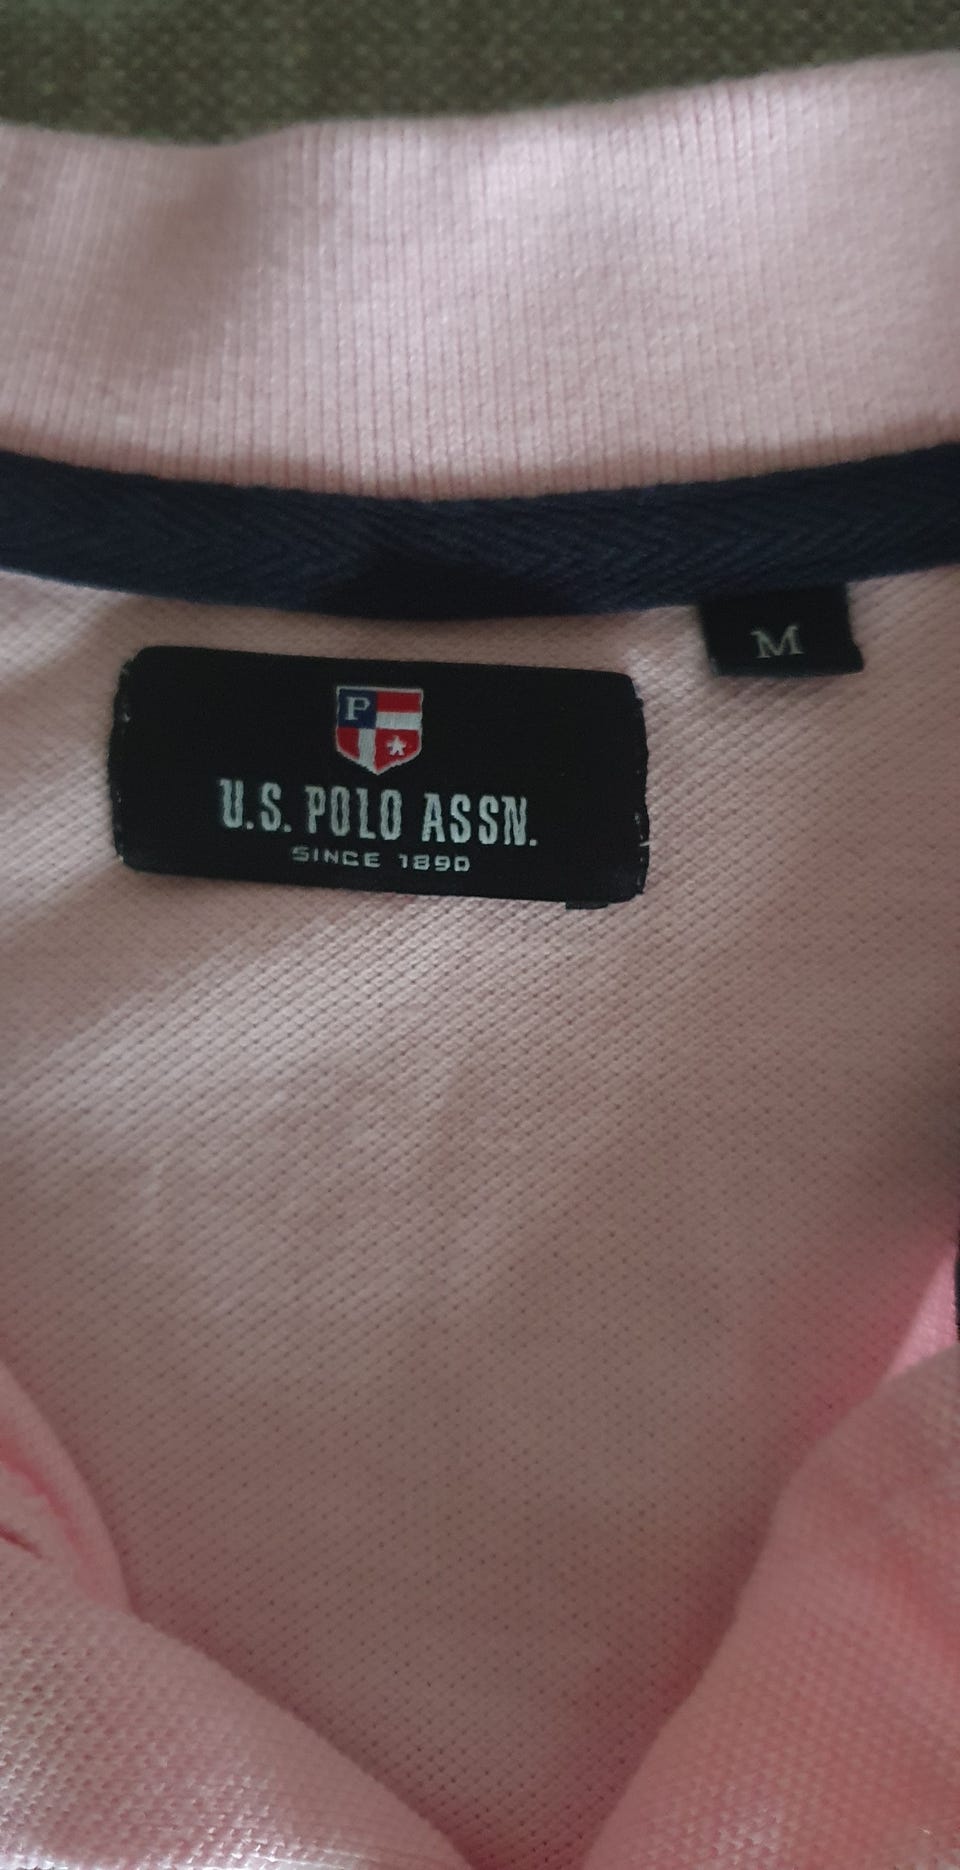 M
P
U.S. POLO ASSN.
SINCE 1890